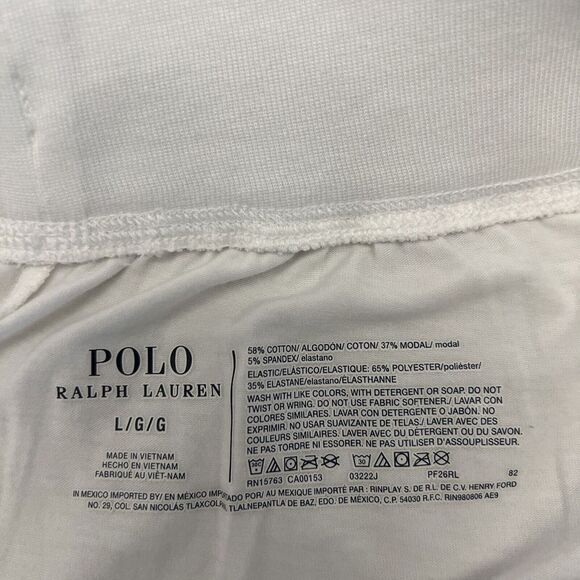 POLO
RALPH LAUREN
L/G/G
MADE IN VIETNAM
HECHO EN VIETNAM
FABRIQUÉ AU VIÊT-NAM
58% COTTON/ ALGODÓN/ COTON/ 37% MODAL/ modal
5% SPANDEX/ elastano
ELASTIC/ELÁSTICO/ELASTIQUE: 65% POLYESTER/poliéster/
35% ELASTANE/elastano/ÉLASTHANNE
WASH WITH LIKE COLORS, WITH DETERGENT OR SOAP. DO NOT
TWIST OR WRING. DO NOT USE FABRIC SOFTENER./ LAVAR CON
COLORES SIMILARES. LAVAR CON DETERGENTE O JABÓN. NO
EXPRIMIR. NO USAR SUAVIZANTE./ LAVER AVEC DES
COULEURS SIMILAIRES. LAVER AVEC DU DÉTERGENT OU DU SAVON.
NE PAS TORDRE NI ESSORER. NE PAS UTILISER D'ASSOUPLISSEUR.
30
RN15763 CA00153 03222J PF26RL 82
IN MEXICO IMPORTED BY:/ EN MÉXICO IMPORTADO POR:/ AU MEXIQUE IMPORTÉ PAR.: RINPLAY S. DE R.L. DE C.V. HENRY FORD
NO. 29, COL. SAN NICOLÁS TLAXCOLPAN, TLALNEPANTLA DE BAZ, EDO. DE MÉXICO, C.P. 54030 R.F.C. RIN980806 AE9